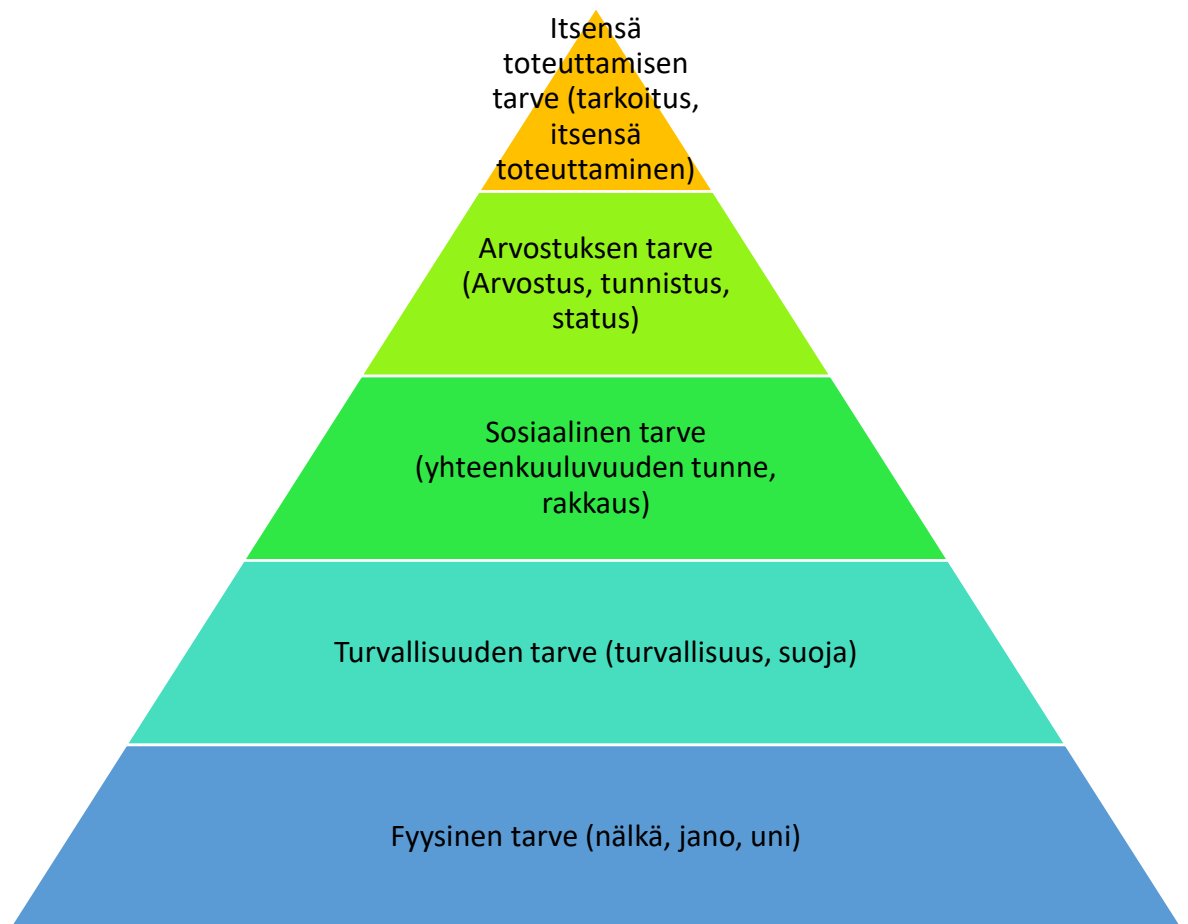 Itsensä
toteuttamisen
tarve (tarkoitus,
itsensä
toteuttaminen)
Arvostuksen tarve
(Arvostus, tunnistus,
status)
Sosiaalinen tarve
(yhteenkuuluvuuden tunne,
rakkaus)
Turvallisuuden tarve (turvallisuus, suoja)
Fyysinen tarve (nälkä, jano, uni)